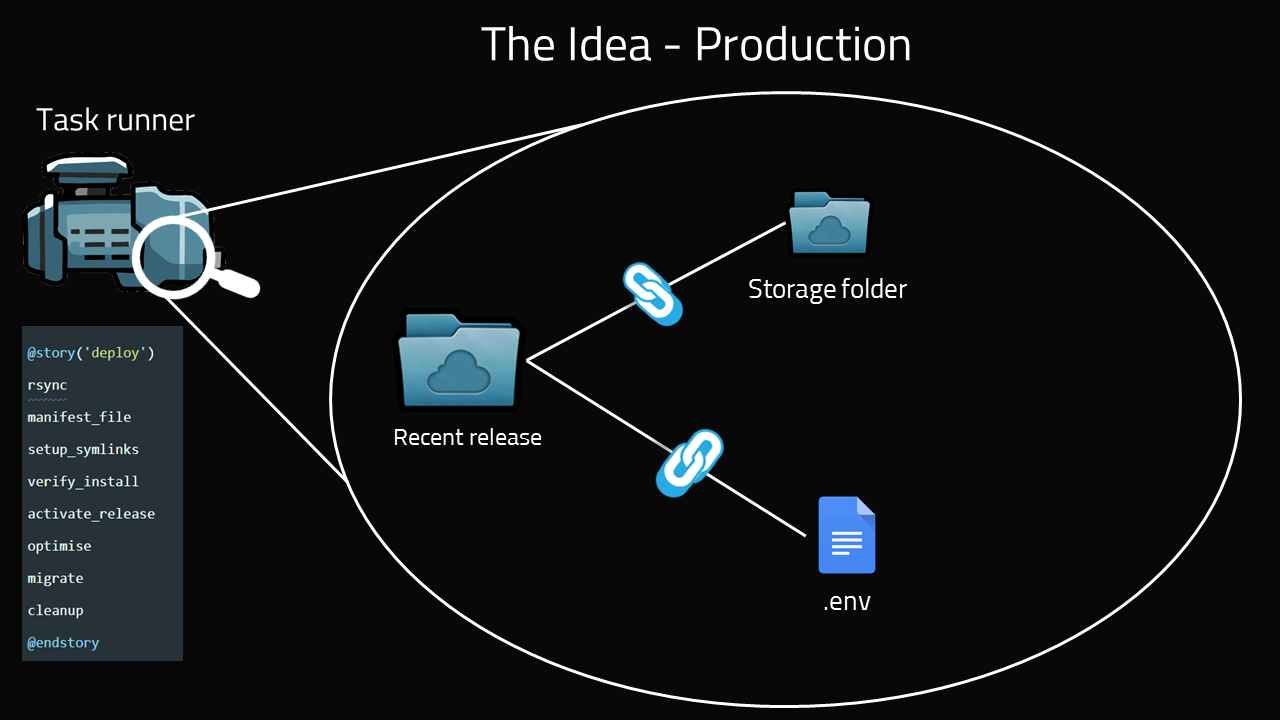 The Idea - Production
Task runner
@story('deploy')
rsync
manifest_file
setup_symlinks
verify_install
activate_release
optimise
migrate
cleanup
@endstory
Storage folder
Recent release
.env